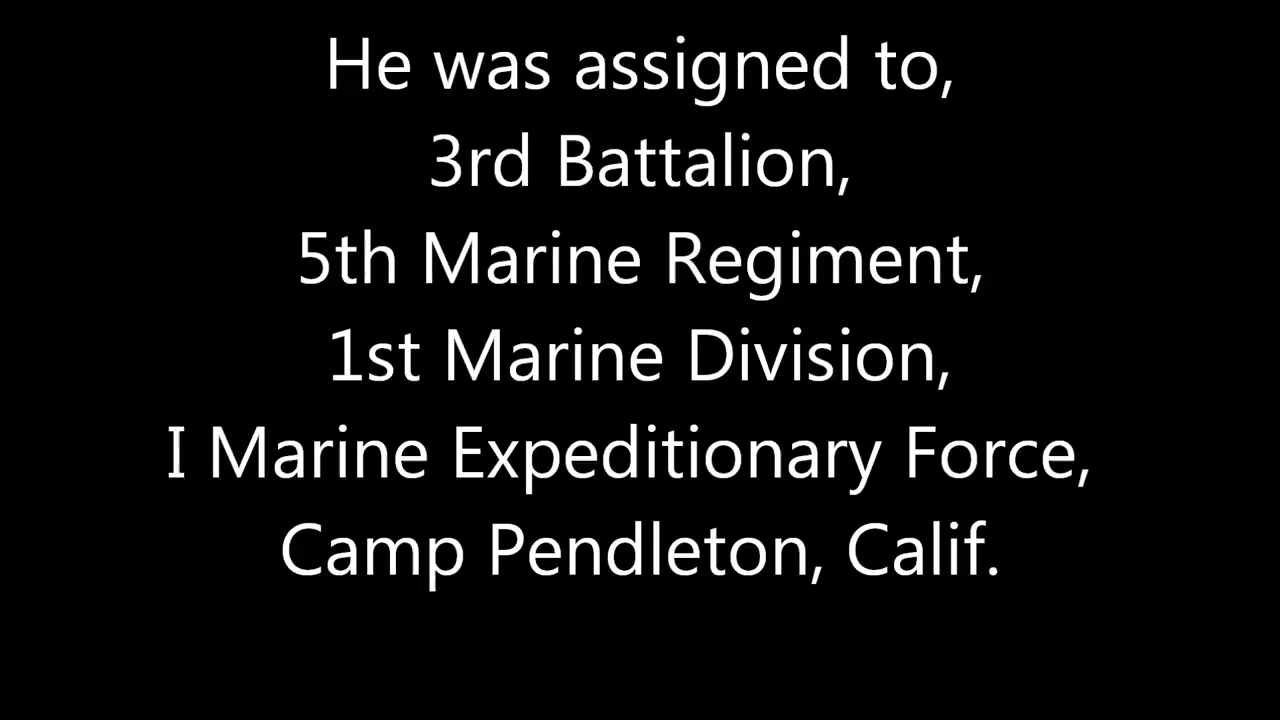 He was assigned to,
3rd Battalion,
5th Marine Regiment,
1st Marine Division,
I Marine Expeditionary Force,
Camp Pendleton, Calif.